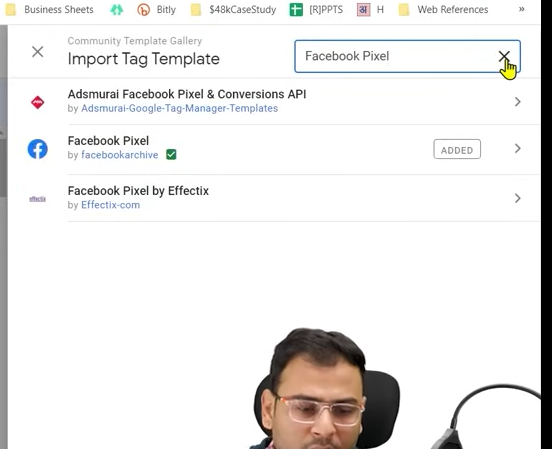 Business Sheets Bitly $48kCaseStudy [R]PPTS अ H Web References »
Community Template Gallery
Import Tag Template
Facebook Pixel
Adsmurai Facebook Pixel & Conversions API
by Adsmurai-Google-Tag-Manager-Templates
Facebook Pixel
by facebookarchive
ADDED
Facebook Pixel by Effectix
by Effectix-com
effectix